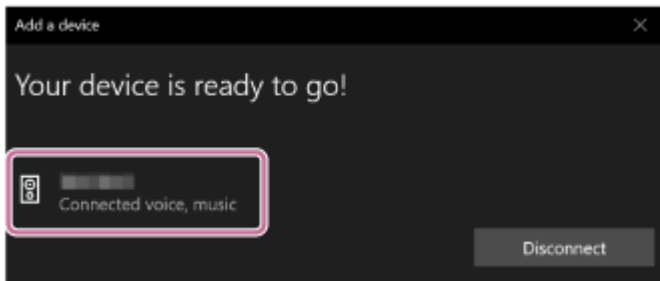 Add a device
Your device is ready to go!
Connected voice, music
Disconnect